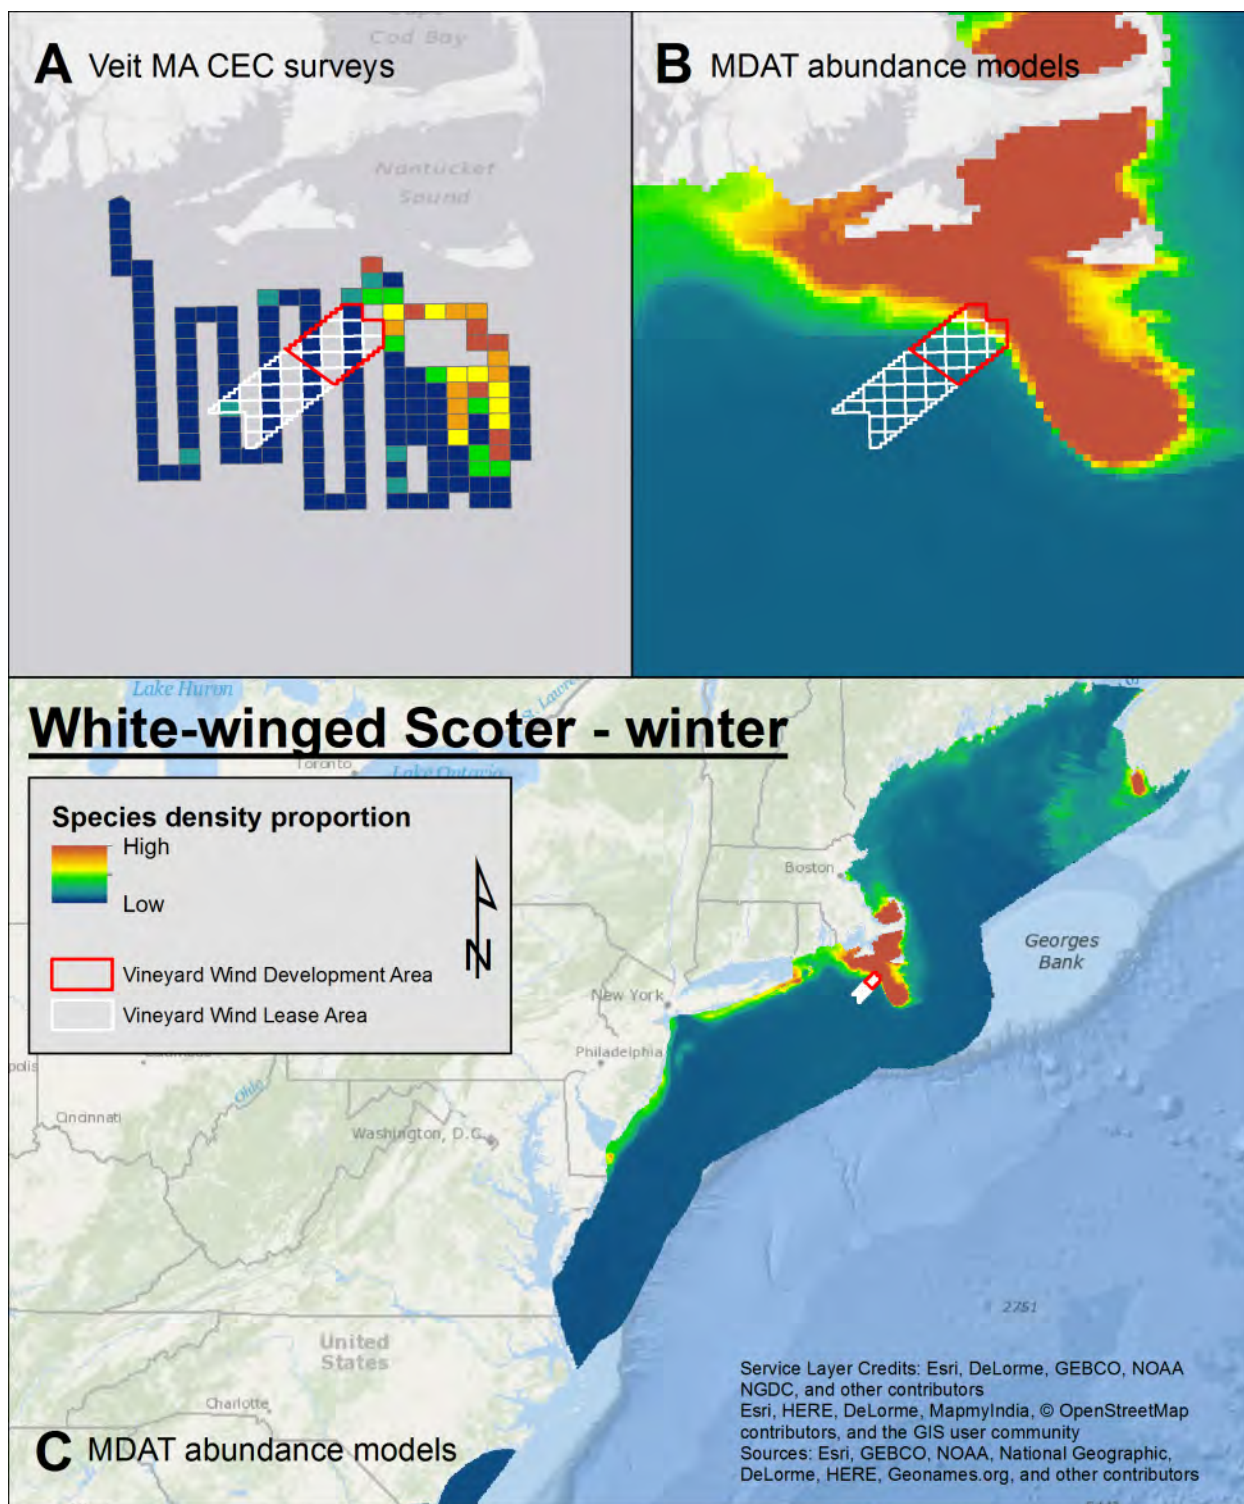 Cape
Cod Bay
A Veit MA CEC surveys
B MDAT abundance models
Nantucket
Sound
Lake Huron
St. Lawre
White-winged Scoter - winter
Toronto
Lake Ontario
Species density proportion
High
Low
N
Vineyard Wind Development Area
Vineyard Wind Lease Area
Boston
Georges
Bank
New York
Philadelphia
polis
Ohio
Cincinnati
Washington, D.C.
2751
United
States
Charlotte
Service Layer Credits: Esri, DeLorme, GEBCO, NOAA
NGDC, and other contributors
Esri, HERE, DeLorme, MapmyIndia, © OpenStreetMap
contributors, and the GIS user community
Sources: Esri, GEBCO, NOAA, National Geographic,
DeLorme, HERE, Geonames.org, and other contributors
C MDAT abundance models